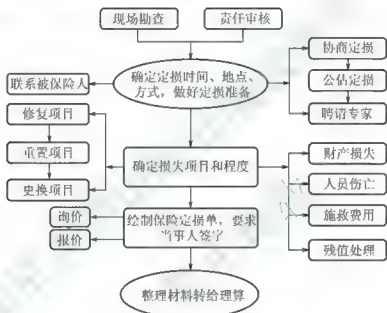 现场勘查
责任审核
协商定损
联系被保险人
确定定损时间、地点、
方式，做好定损准备
公估定损
聘请专家
修复项目
重置项目
更换项目
确定损失项目和程度
财产损失
人员伤亡
施救费用
残值处理
询价
报价
绘制保险定损单，要求
当事人签字
整理材料转给理算